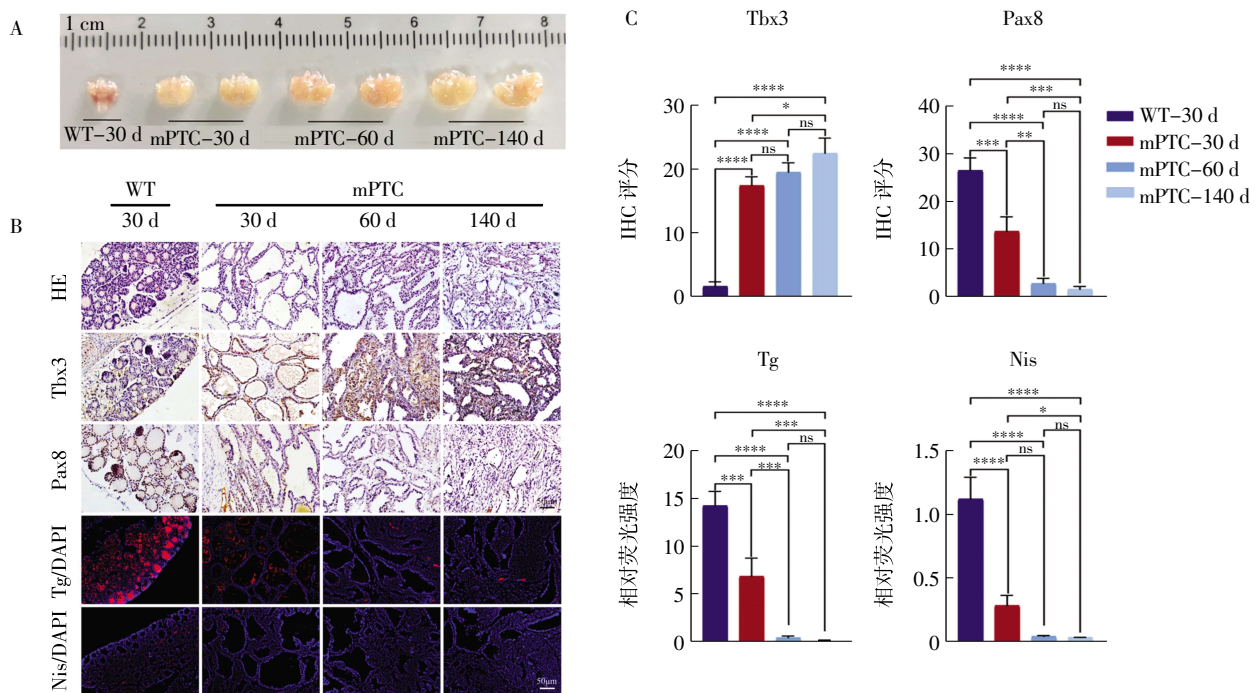 A
1 cm 2 3 4 5 6 7 8
WT-30 d mPTC-30 d mPTC-60 d mPTC-140 d
B
WT mPTC
30 d 30 d 60 d 140 d
HE
Tbx3
Pax8
50μm
Tg/DAPI
Nis/DAPI
50μm
C
Tbx3
IHC 评分
30
20
10
0
****
*
ns
****
ns
****
Pax8
IHC 评分
40
30
20
10
0
****
***
ns
****
**
***
WT-30 d
mPTC-30 d
mPTC-60 d
mPTC-140 d
Tg
相对荧光强度
20
15
10
5
0
****
***
ns
****
***
***
Nis
相对荧光强度
1.5
1.0
0.5
0
****
*
ns
****
ns
****